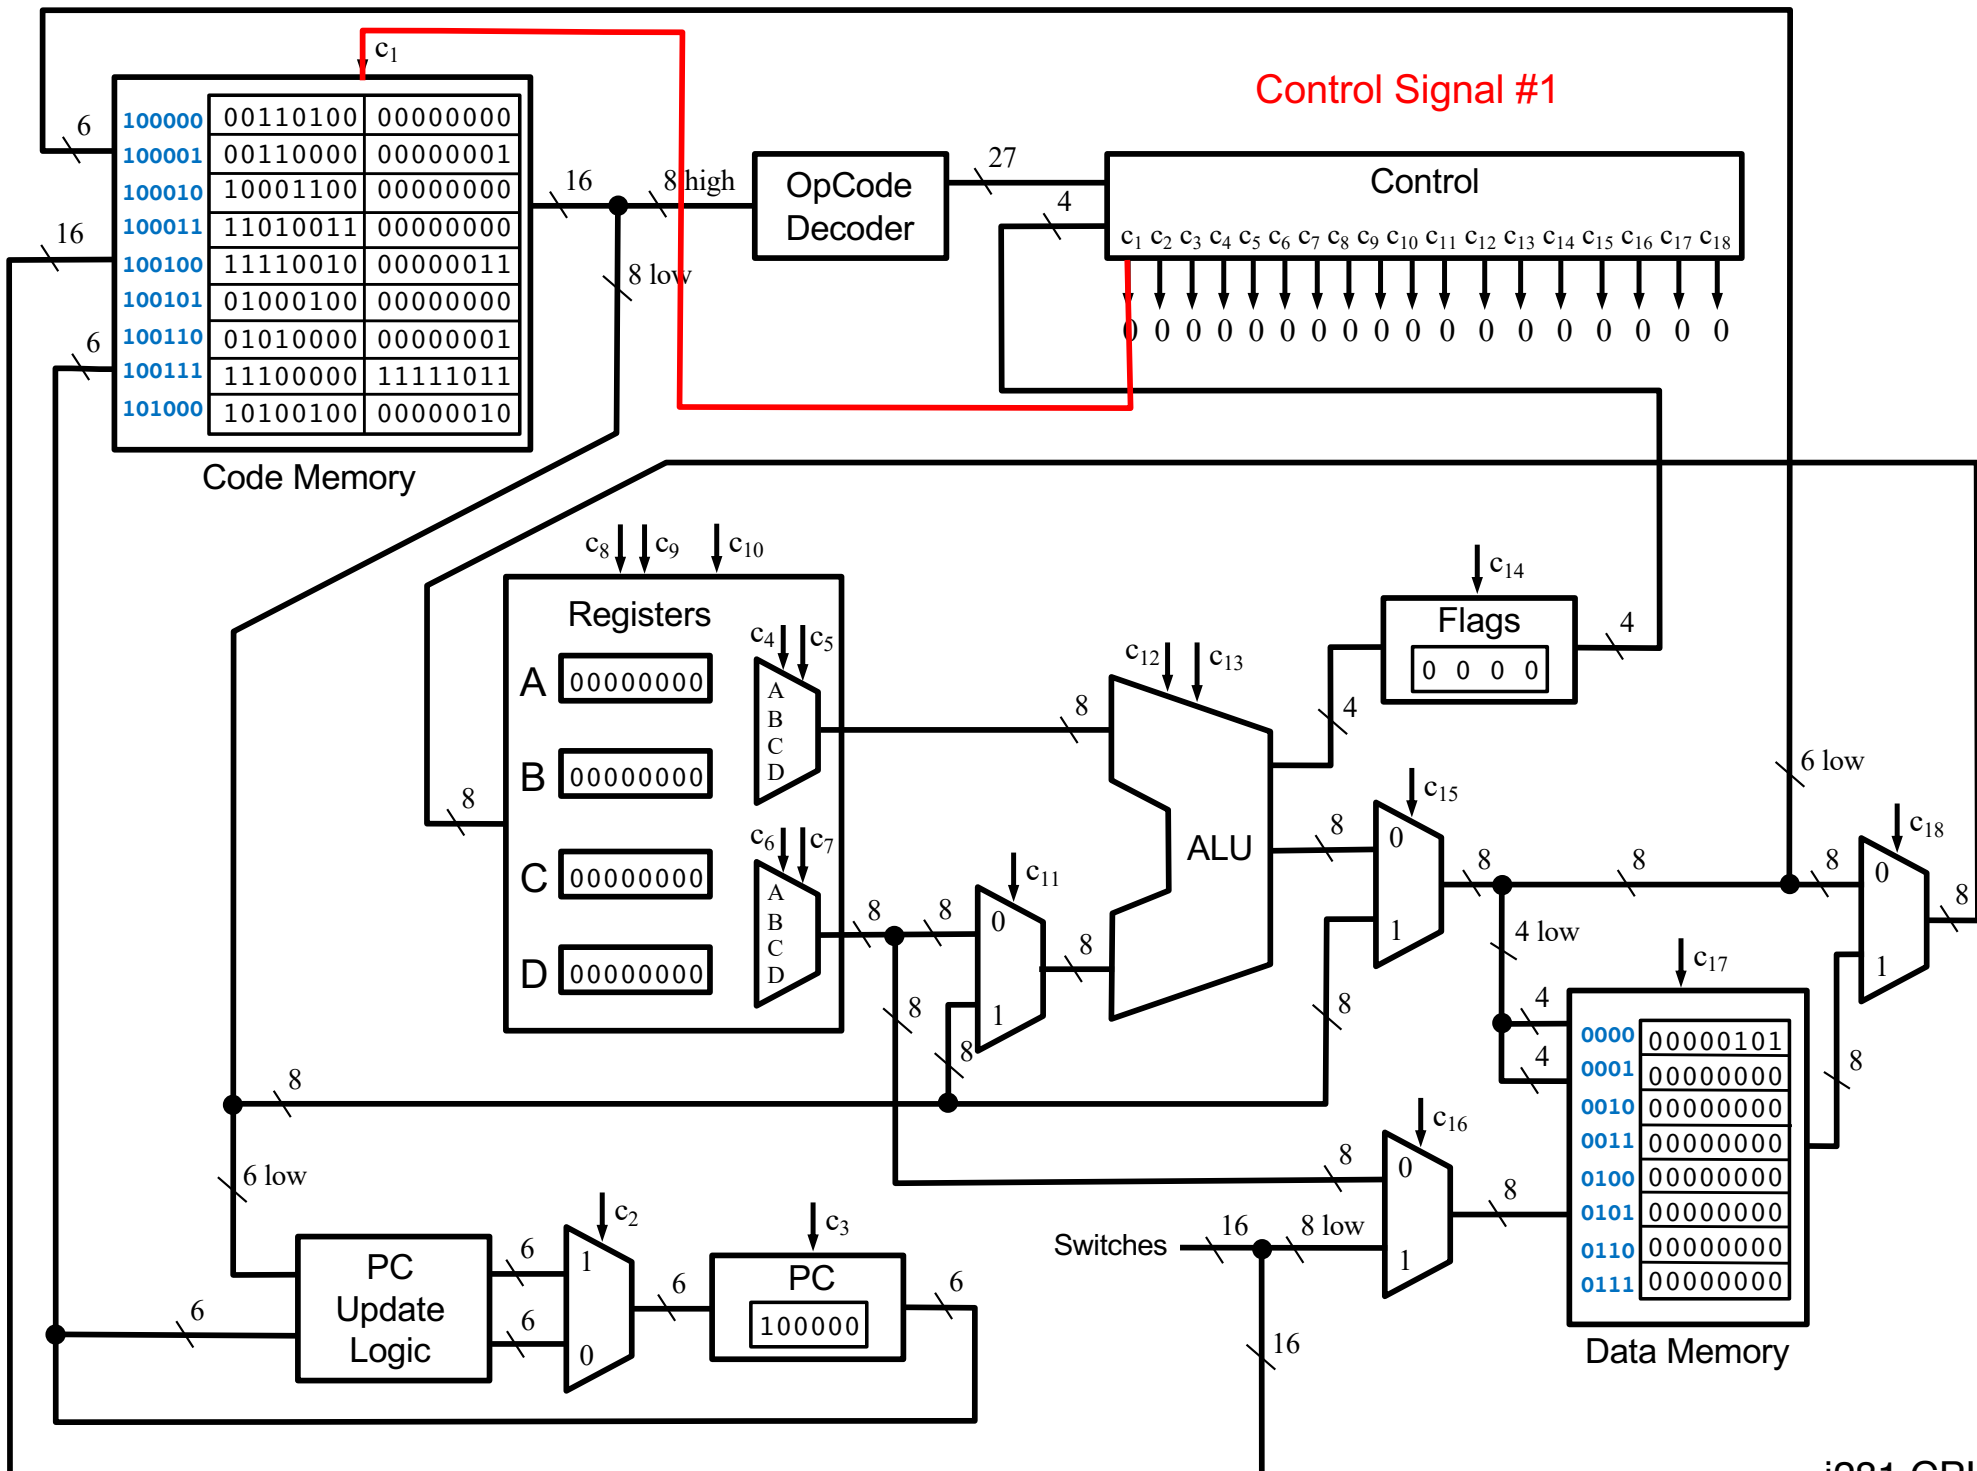 c1
Control Signal #1
100000 00110100 00000000
100001 00110000 00000001
100010 10001100 00000000
100011 11010011 00000000
100100 11110010 00000011
100101 01000100 00000000
100110 01010000 00000001
100111 11100000 11111011
101000 10100100 00000010
Code Memory
6
16
6
16
8 high
8 low
OpCode
Decoder
27
4
Control
c1 c2 c3 c4 c5 c6 c7 c8 c9 c10 c11 c12 c13 c14 c15 c16 c17 c18
0 0 0 0 0 0 0 0 0 0 0 0 0 0 0 0 0 0
c8 c9 c10
Registers
A 00000000
B 00000000
C 00000000
D 00000000
8
c4 c5
A
B
C
D
c6 c7
A
B
C
D
8
8
8
8
c11
0
1
8
8
c12 c13
ALU
c14
Flags
0 0 0 0
4
4
8
c15
0
1
8
8
8
6 low
8
4 low
4
4
c18
0
1
8
8
c17
0000 00000101
0001 00000000
0010 00000000
0011 00000000
0100 00000000
0101 00000000
0110 00000000
0111 00000000
Data Memory
8
6 low
6
PC
Update
Logic
6
6
c2
1
0
6
c3
PC
100000
6
Switches
16
8 low
16
c16
0
1
8
8